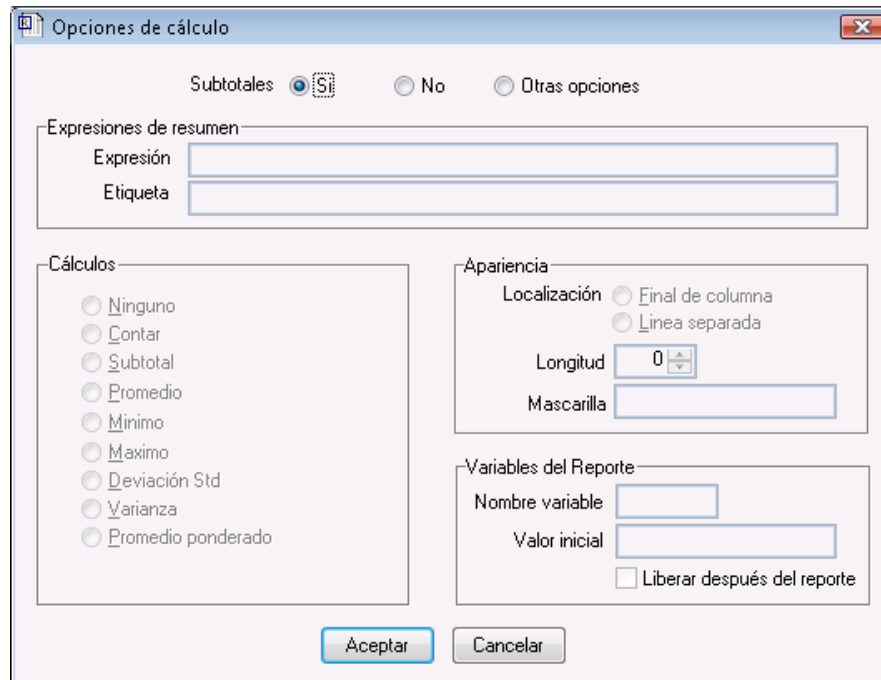 Opciones de cálculo
Subtotales Si No Otras opciones
Expresiones de resumen
Expresión
Etiqueta
Cálculos
Ninguno
Contar
Subtotal
Promedio
Minimo
Maximo
Deviación Std
Varianza
Promedio ponderado
Apariencia
Localización Final de columna
Linea separada
Longitud 0
Mascarilla
Variables del Reporte
Nombre variable
Valor inicial
Liberar después del reporte
Aceptar Cancelar